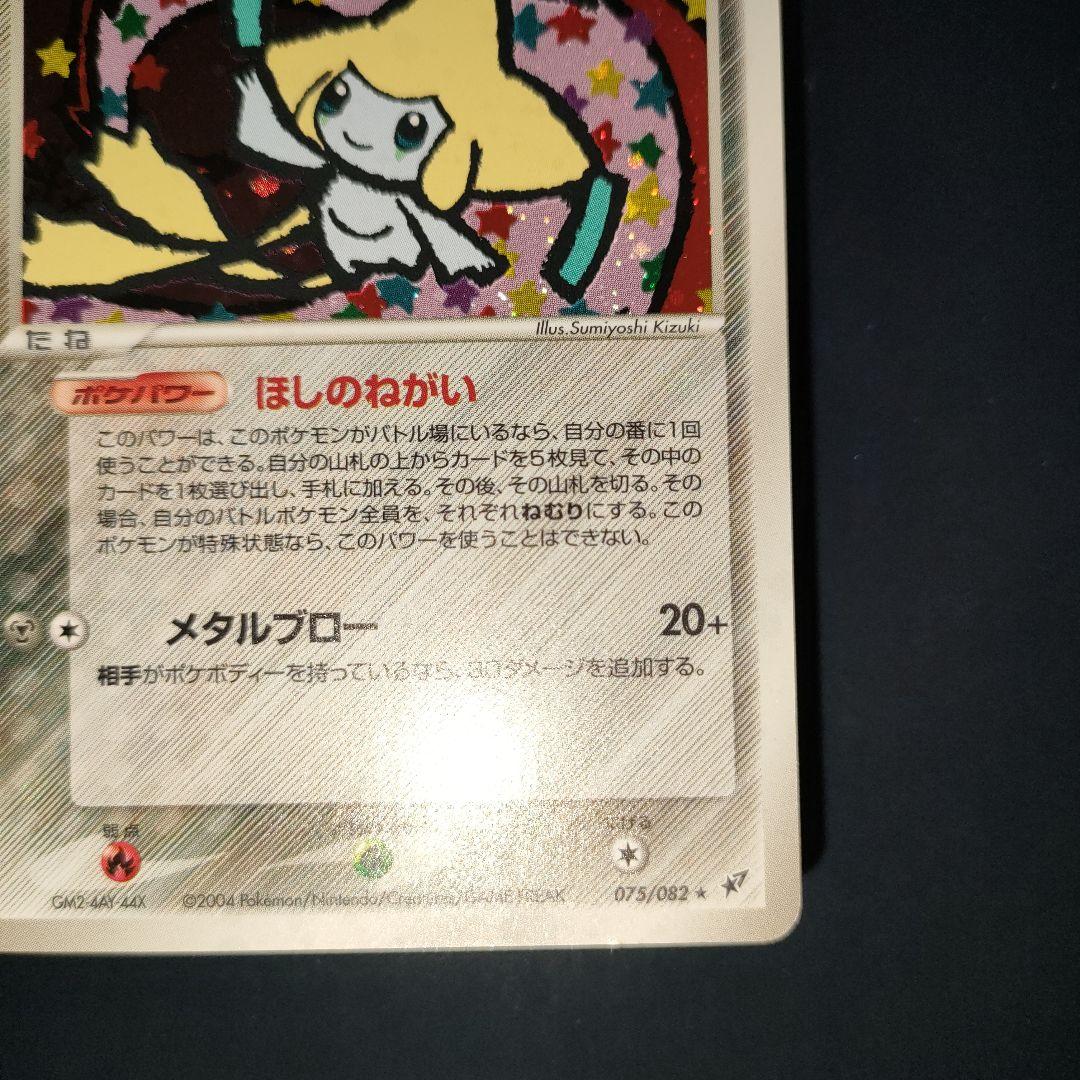 Illus.Sumiyoshi Kizuki
たね
ポケパワー ほしのねがい
このパワーは、このポケモンがバトル場にいるなら、自分の番に1回
使うことができる。自分の山札の上からカードを5枚見て、その中の
カードを1枚選び出し、手札に加える。その後、その山札を切る。その
場合、自分のバトルポケモン全員を、それぞれねむりにする。この
ポケモンが特殊状態なら、このパワーを使うことはできない。
メタルブロー 20+
相手がポケボディーを持っているなら、30ダメージを追加する。
弱点 にげる
GM2-4AY-44X ©2004 Pokémon/Nintendo/Creatures/GAME FREAK 075/082 ★